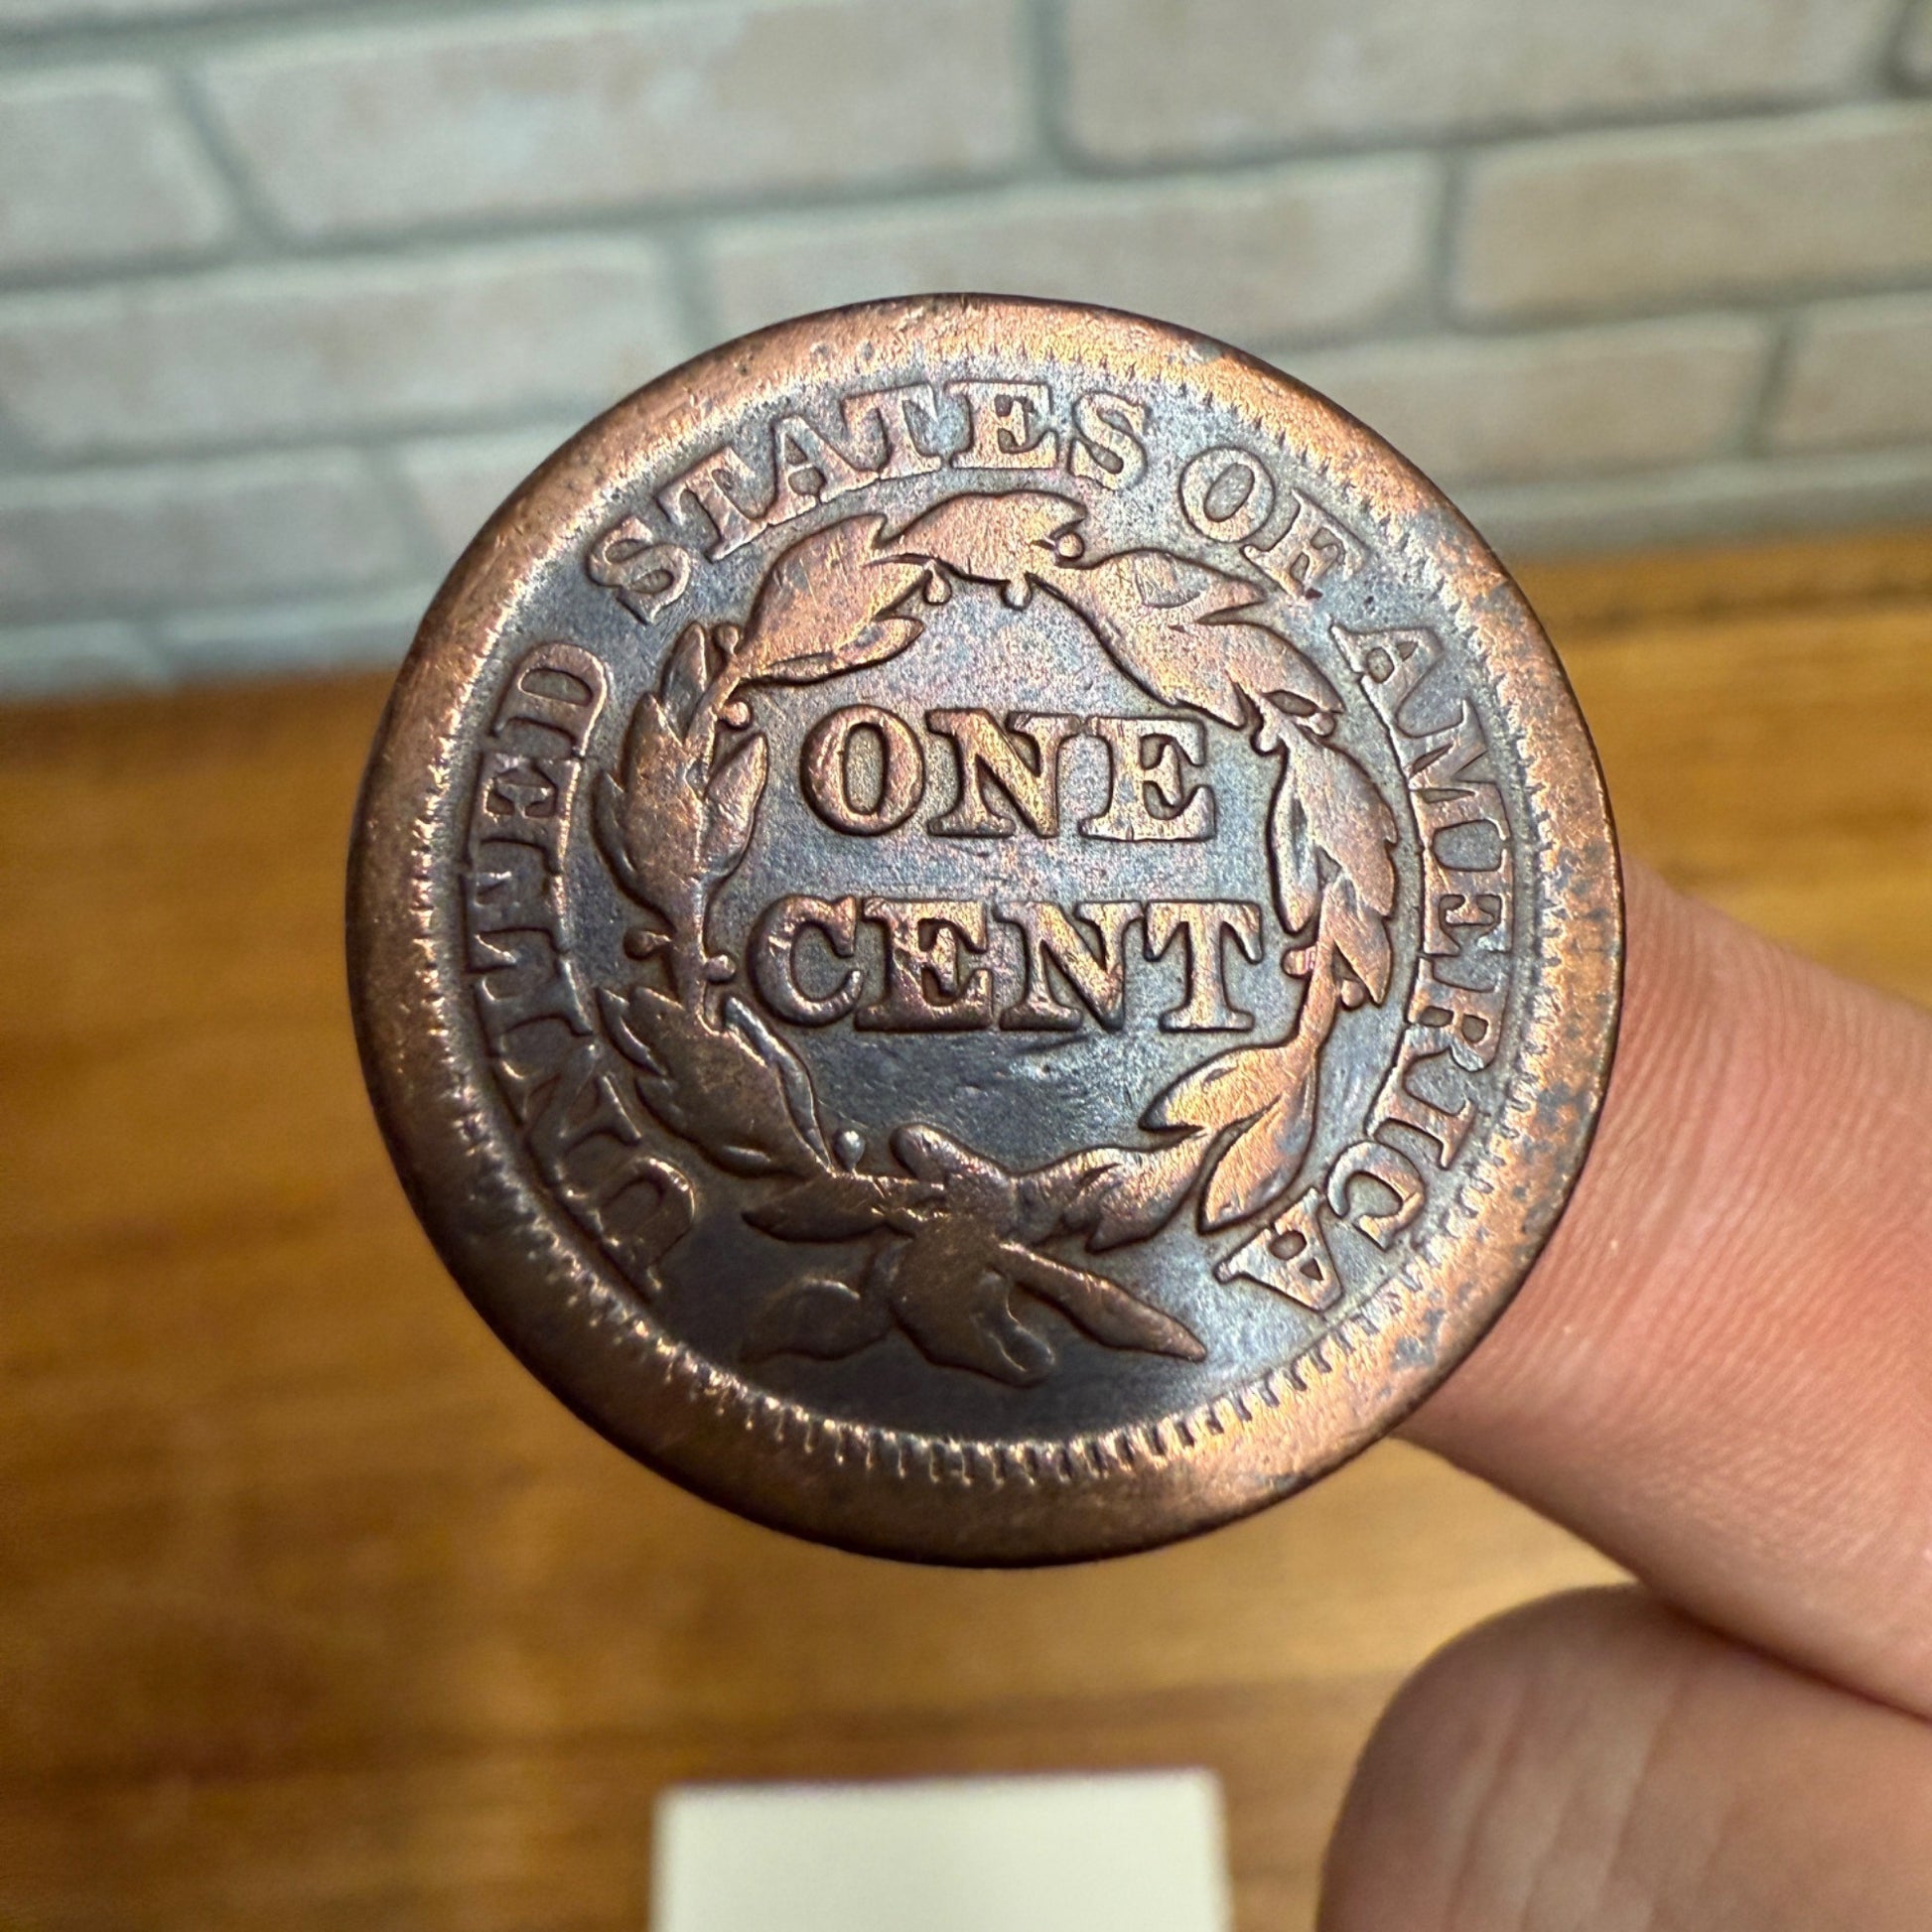 UNITED STATES OF AMERICA
ONE
CENT